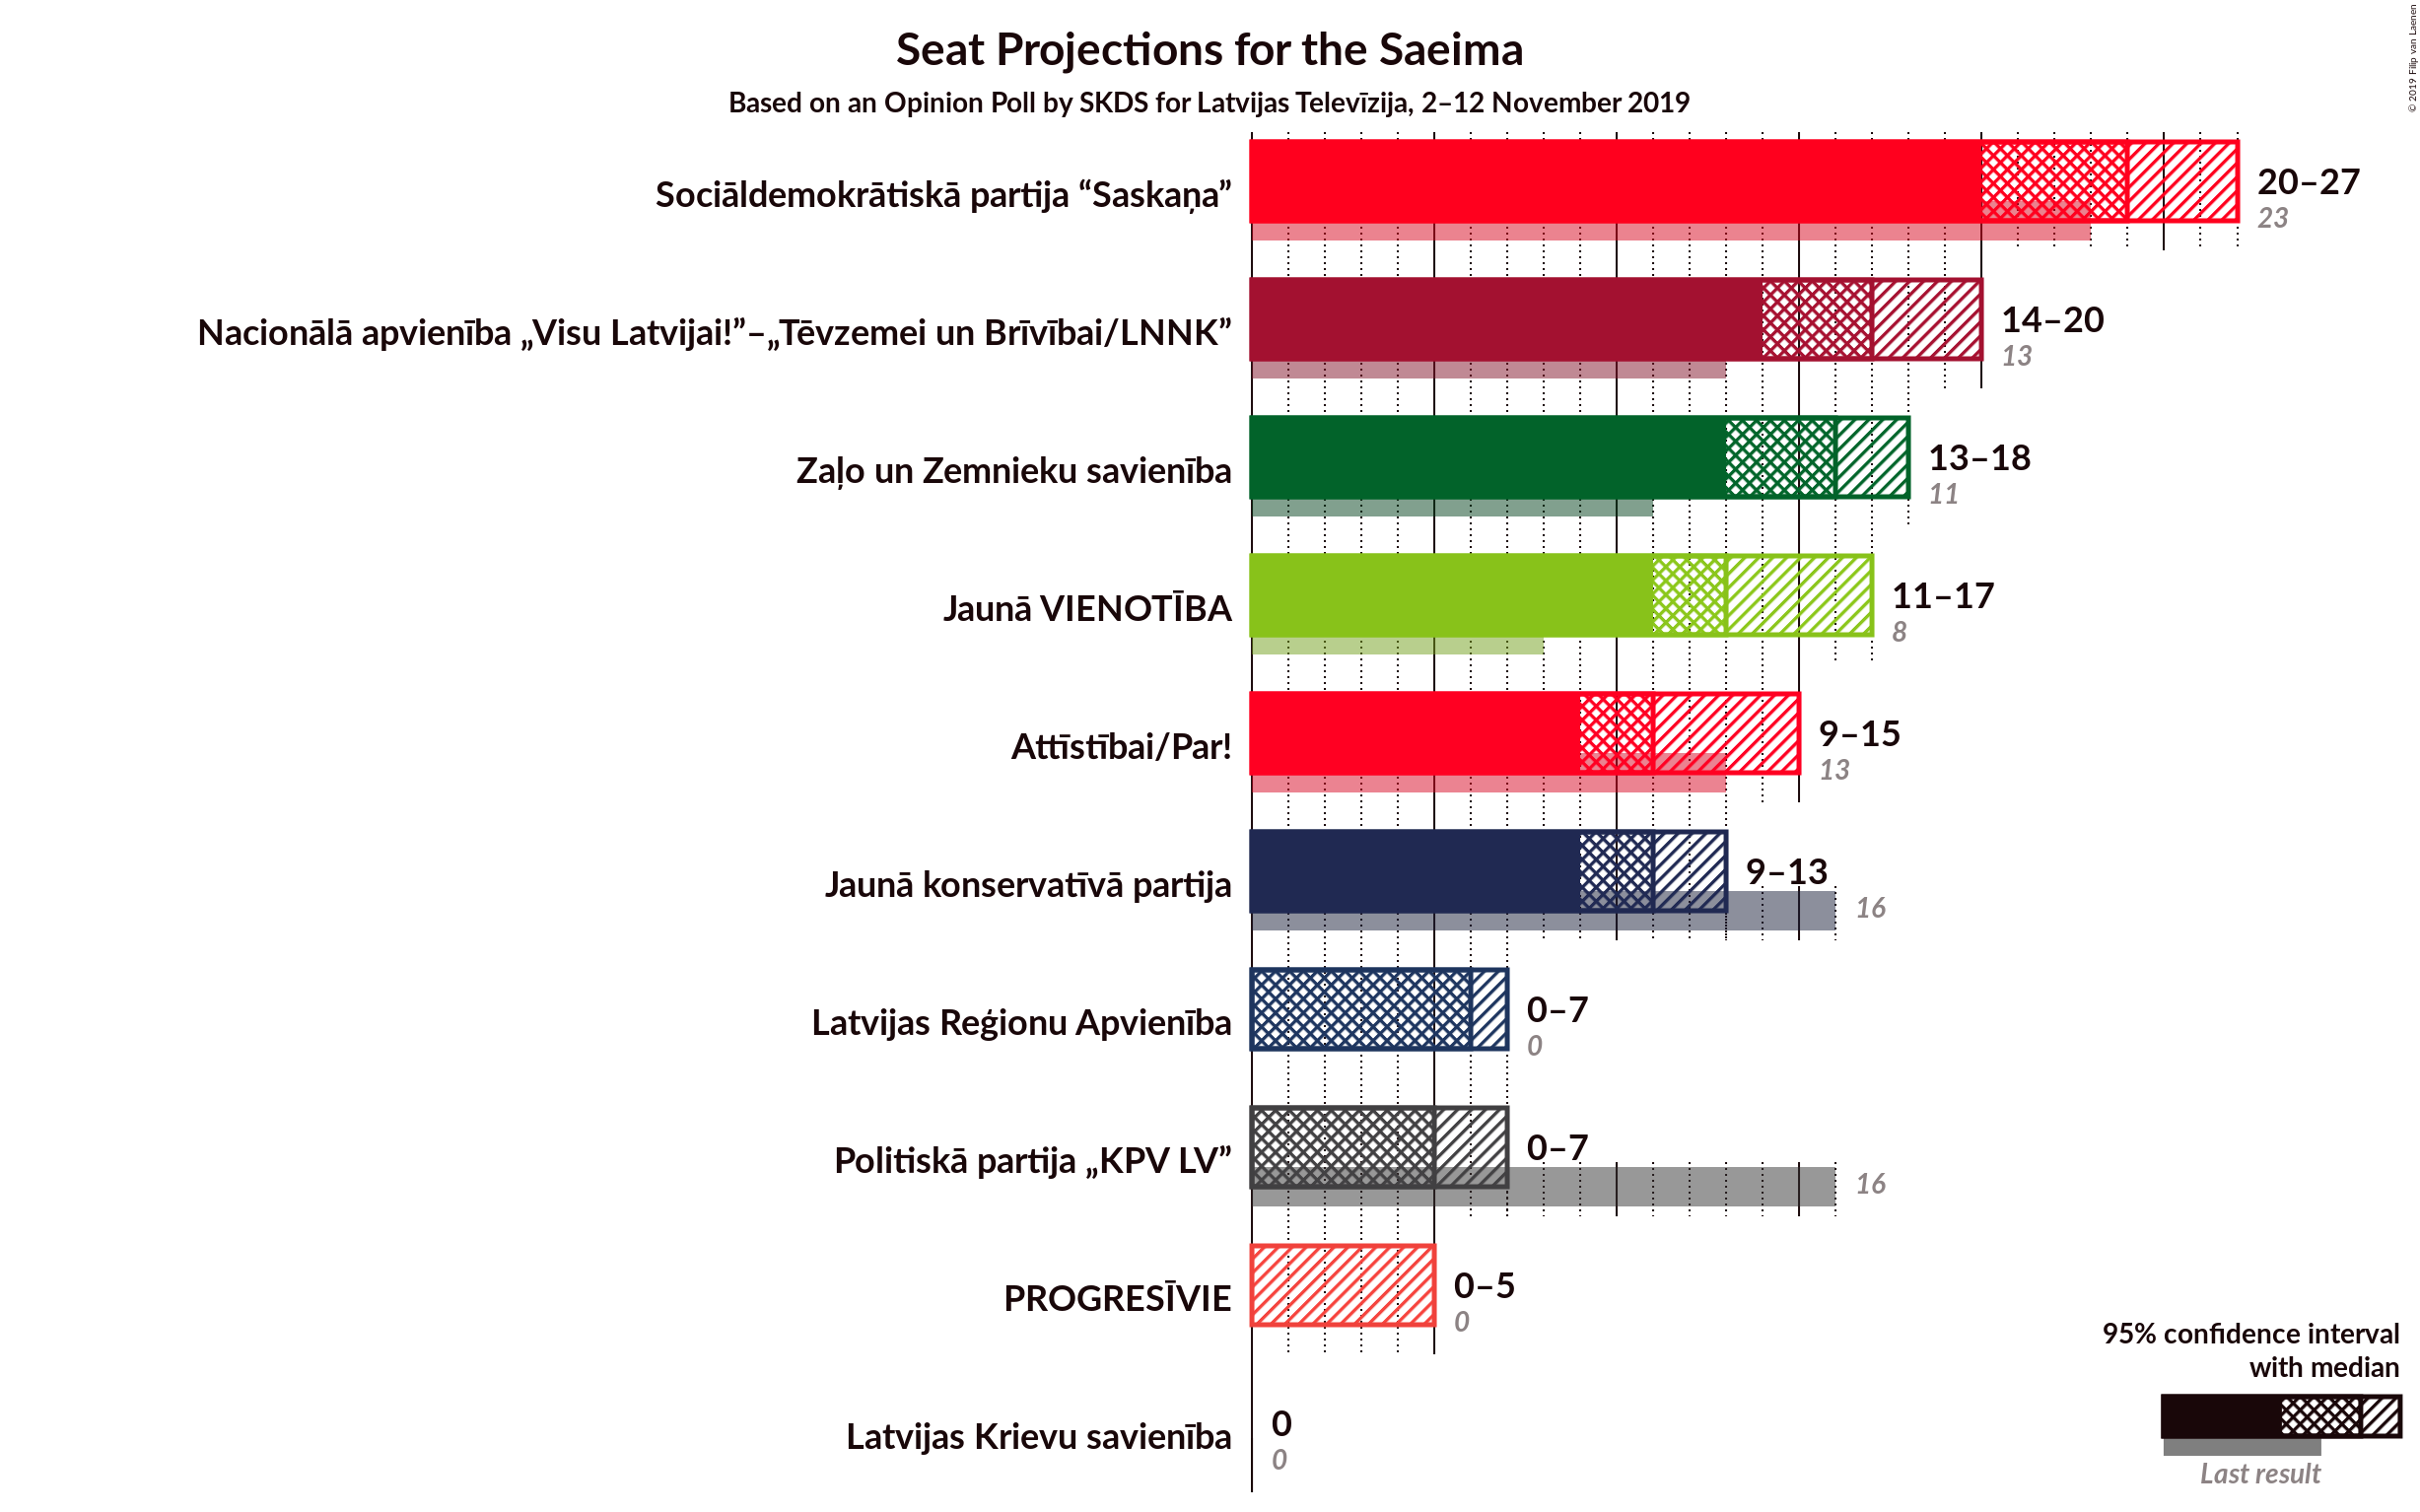 Seat Projections for the Saeima
Based on an Opinion Poll by SKDS for Latvijas Televīzija, 2–12 November 2019
© 2019 Filip van Laenen
Sociāldemokrātiskā partija “Saskaņa”
20–27
23
Nacionālā apvienība „Visu Latvijai!”–„Tēvzemei un Brīvībai/LNNK”
14–20
13
Zaļo un Zemnieku savienība
13–18
11
Jaunā VIENOTĪBA
11–17
8
Attīstībai/Par!
9–15
13
Jaunā konservatīvā partija
9–13
16
Latvijas Reģionu Apvienība
0–7
0
Politiskā partija „KPV LV”
0–7
16
PROGRESĪVIE
0–5
0
Latvijas Krievu savienība
0
0
95% confidence interval
with median
Last result